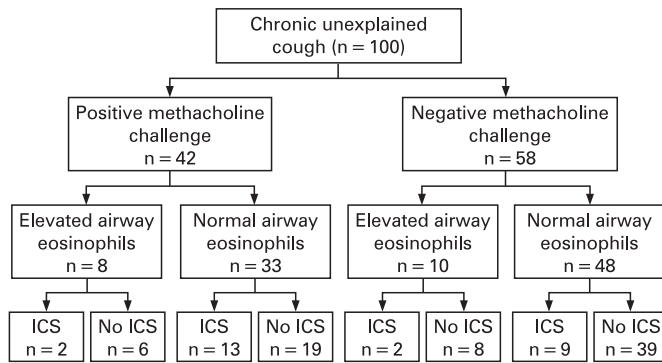 Chronic unexplained
cough (n = 100)
Positive methacholine
challenge
n = 42
Negative methacholine
challenge
n = 58
Elevated airway
eosinophils
n = 8
Normal airway
eosinophils
n = 33
Elevated airway
eosinophils
n = 10
Normal airway
eosinophils
n = 48
ICS
n = 2
No ICS
n = 6
ICS
n = 13
No ICS
n = 19
ICS
n = 2
No ICS
n = 8
ICS
n = 9
No ICS
n = 39